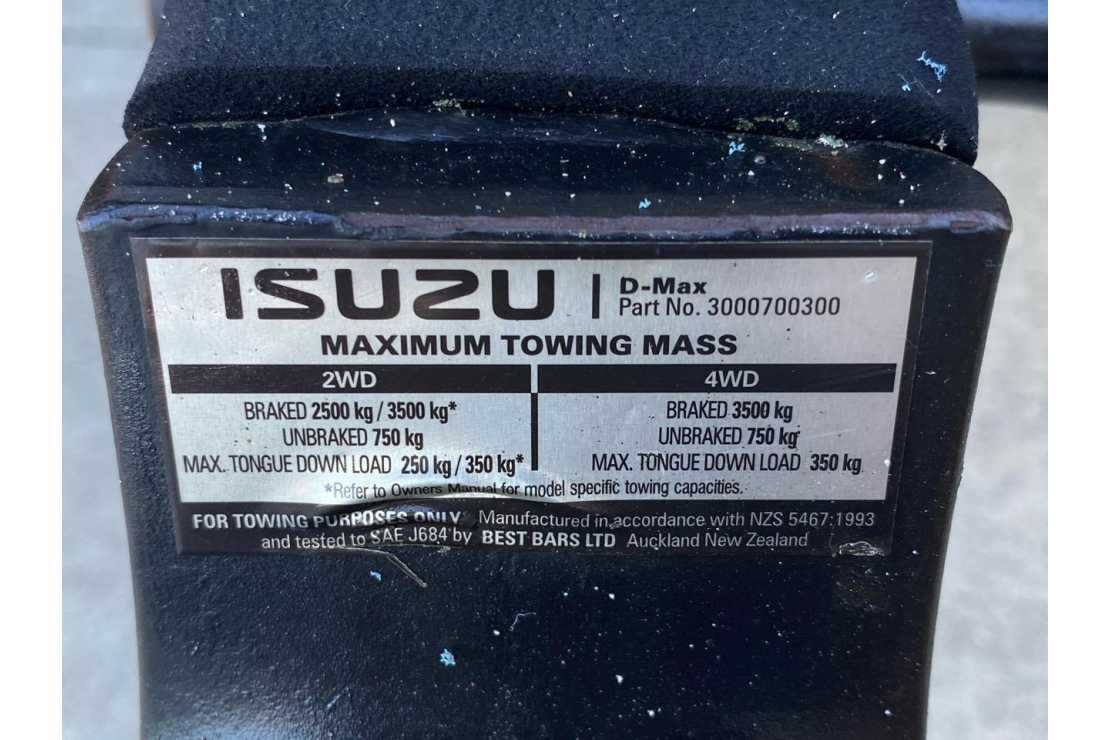 ISUZU | D-Max
Part No. 3000700300
MAXIMUM TOWING MASS
2WD
4WD
BRAKED 2500 kg / 3500 kg*
UNBRAKED 750 kg
MAX. TONGUE DOWN LOAD 250 kg / 350 kg*
BRAKED 3500 kg
UNBRAKED 750 kg
MAX. TONGUE DOWN LOAD 350 kg
*Refer to Owners Manual for model specific towing capacities.
FOR TOWING PURPOSES ONLY Manufactured in accordance with NZS 5467:1993
and tested to SAE J684 by BEST BARS LTD Auckland New Zealand